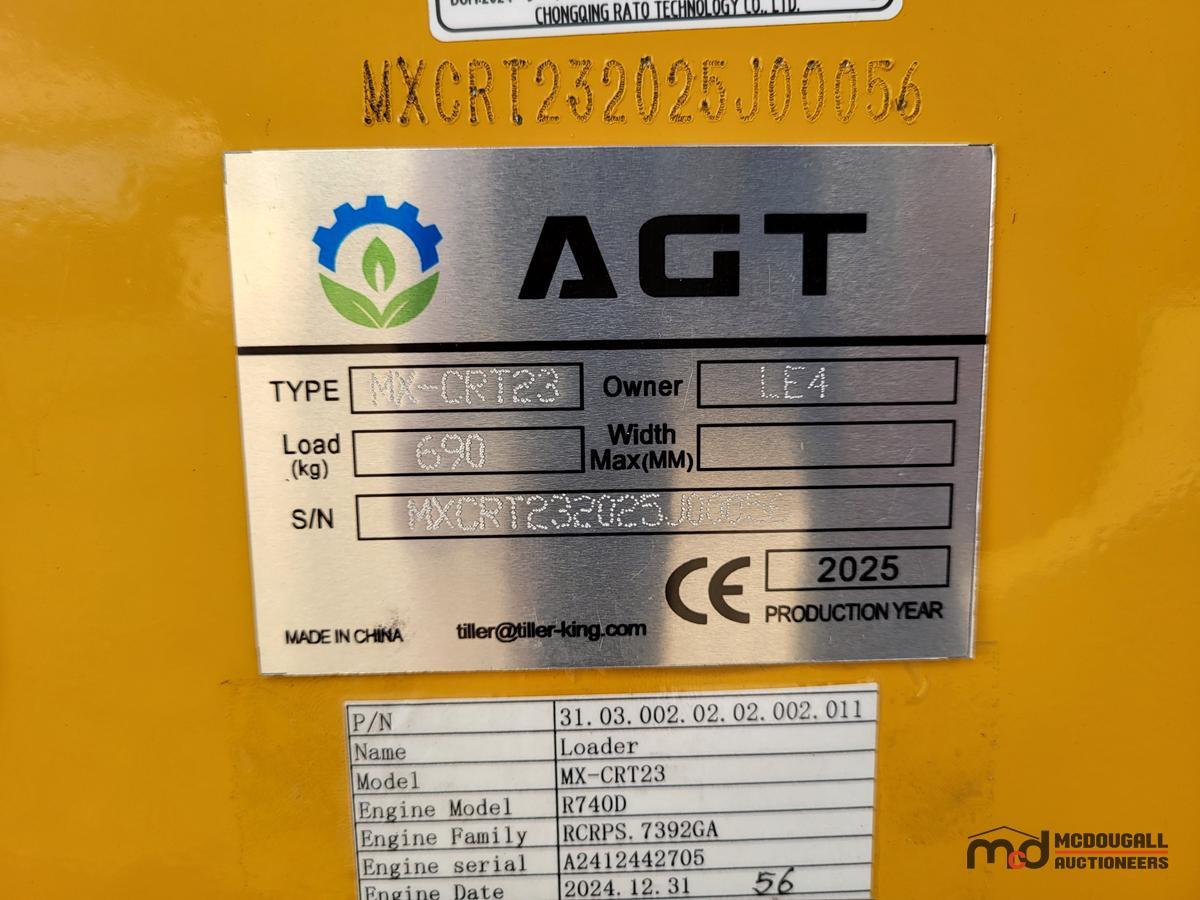 CHONGQING RATO TECHNOLOGY CO., LTD.
MXCRT232025J00056
AGT
TYPE MX-CRT23 Owner LE4
Load (kg) 690 Width Max(MM)
S/N MXCRT232025J00056
CE 2025
PRODUCTION YEAR
MADE IN CHINA tiller@tiller-king.com
P/N 31.03.002.02.02.002.011
Name Loader
Model MX-CRT23
Engine Model R740D
Engine Family RCRPS.7392GA
Engine serial A2412442705
Engine Date 2024.12.31 56
mcd MCDOUGALL
AUCTIONEERS